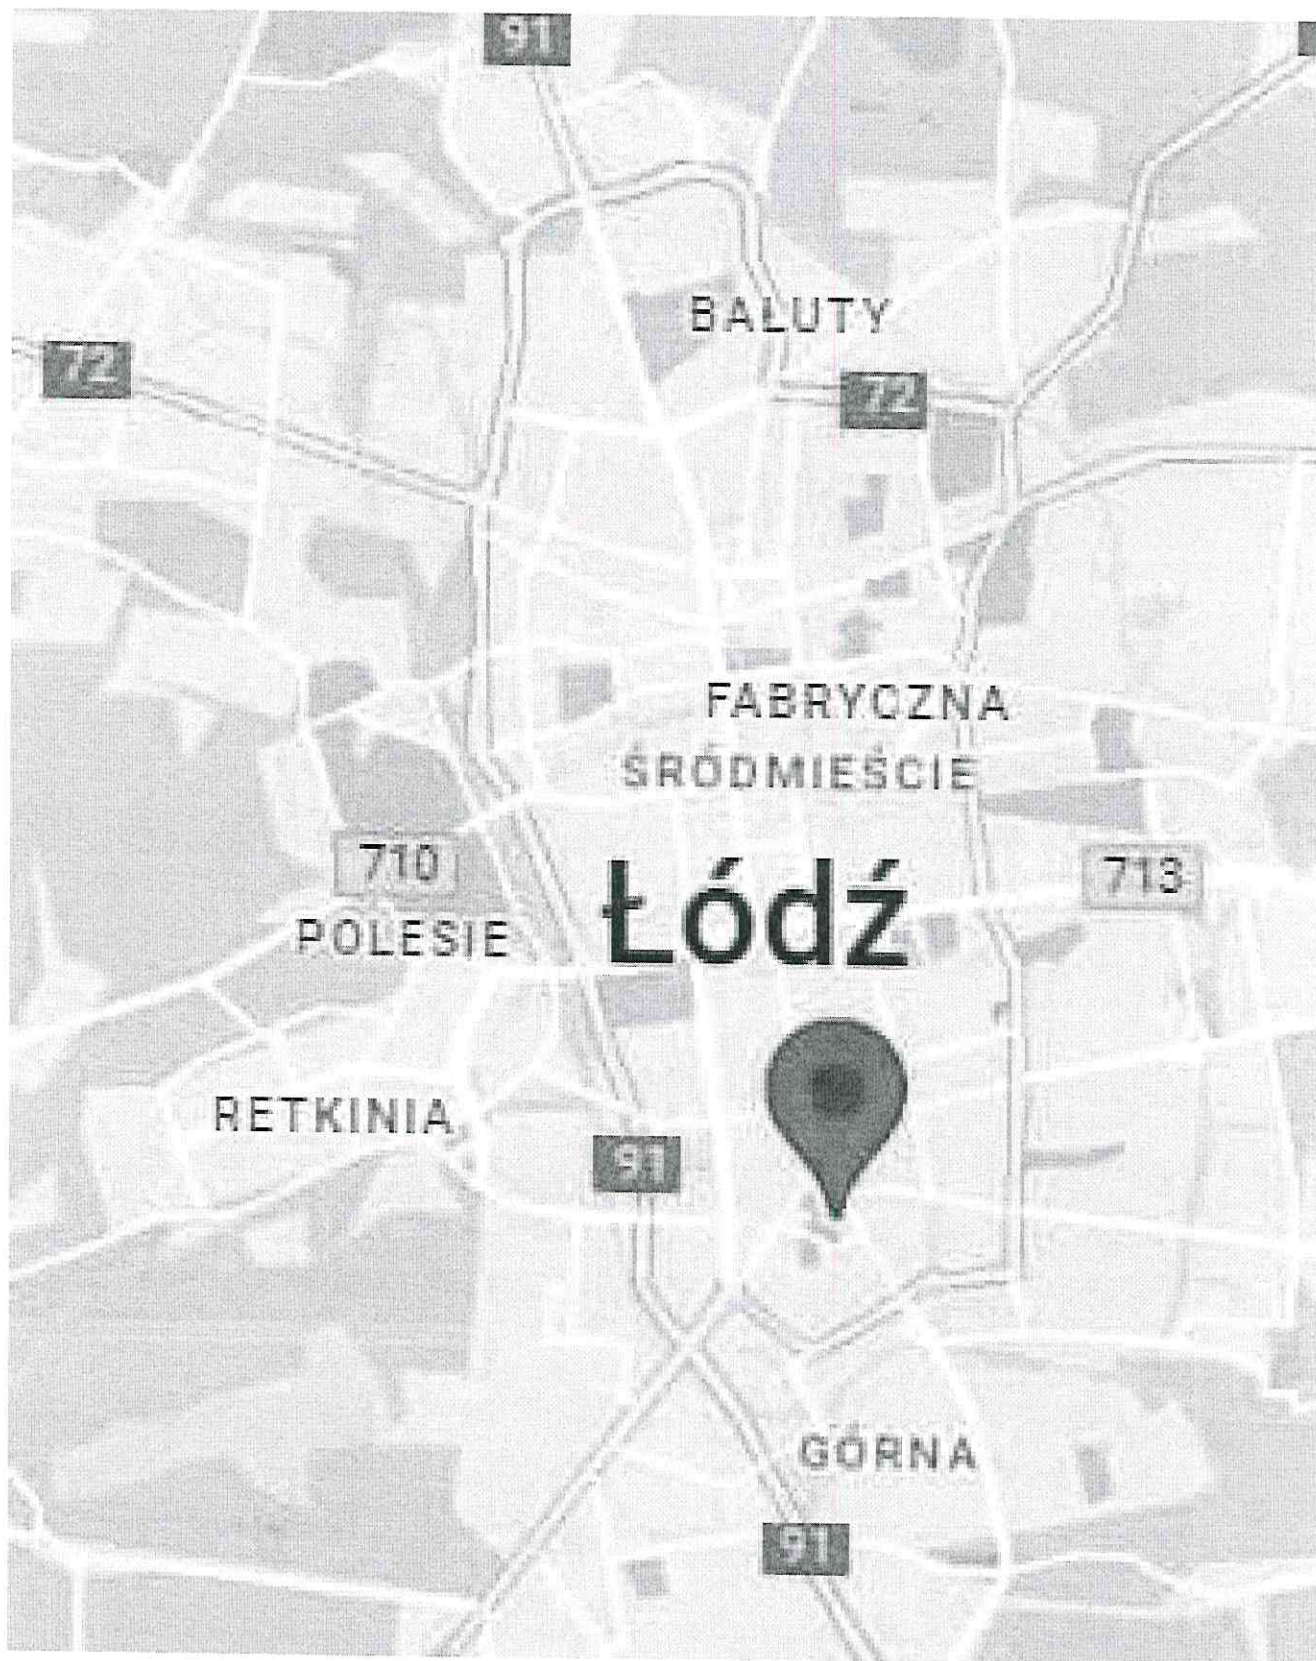 91
BAŁUTY
72
72
FABRYCZNA
ŚRÓDMIEŚCIE
710
713
Łódź
POLESIE
RETKINIA
91
GÓRNA
91